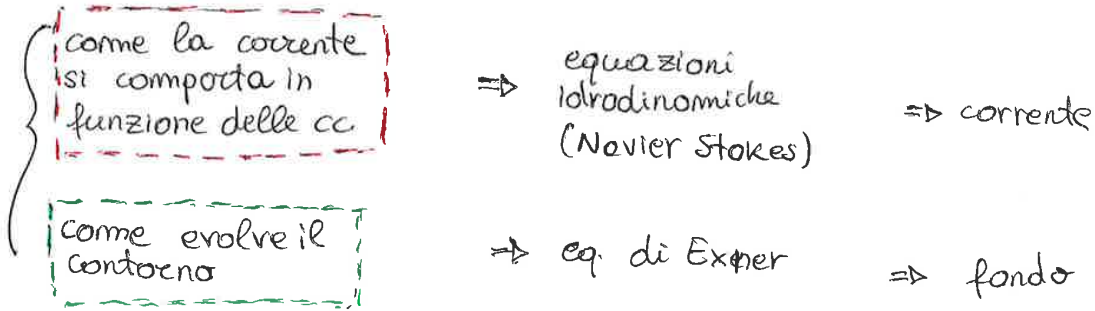 come la corrente
si comporta in
funzione delle cc.
⇒ equazioni
idrodinamiche
(Navier Stokes)
⇒ corrente
come evolve il
contorno
⇒ eq. di Exner
⇒ fondo